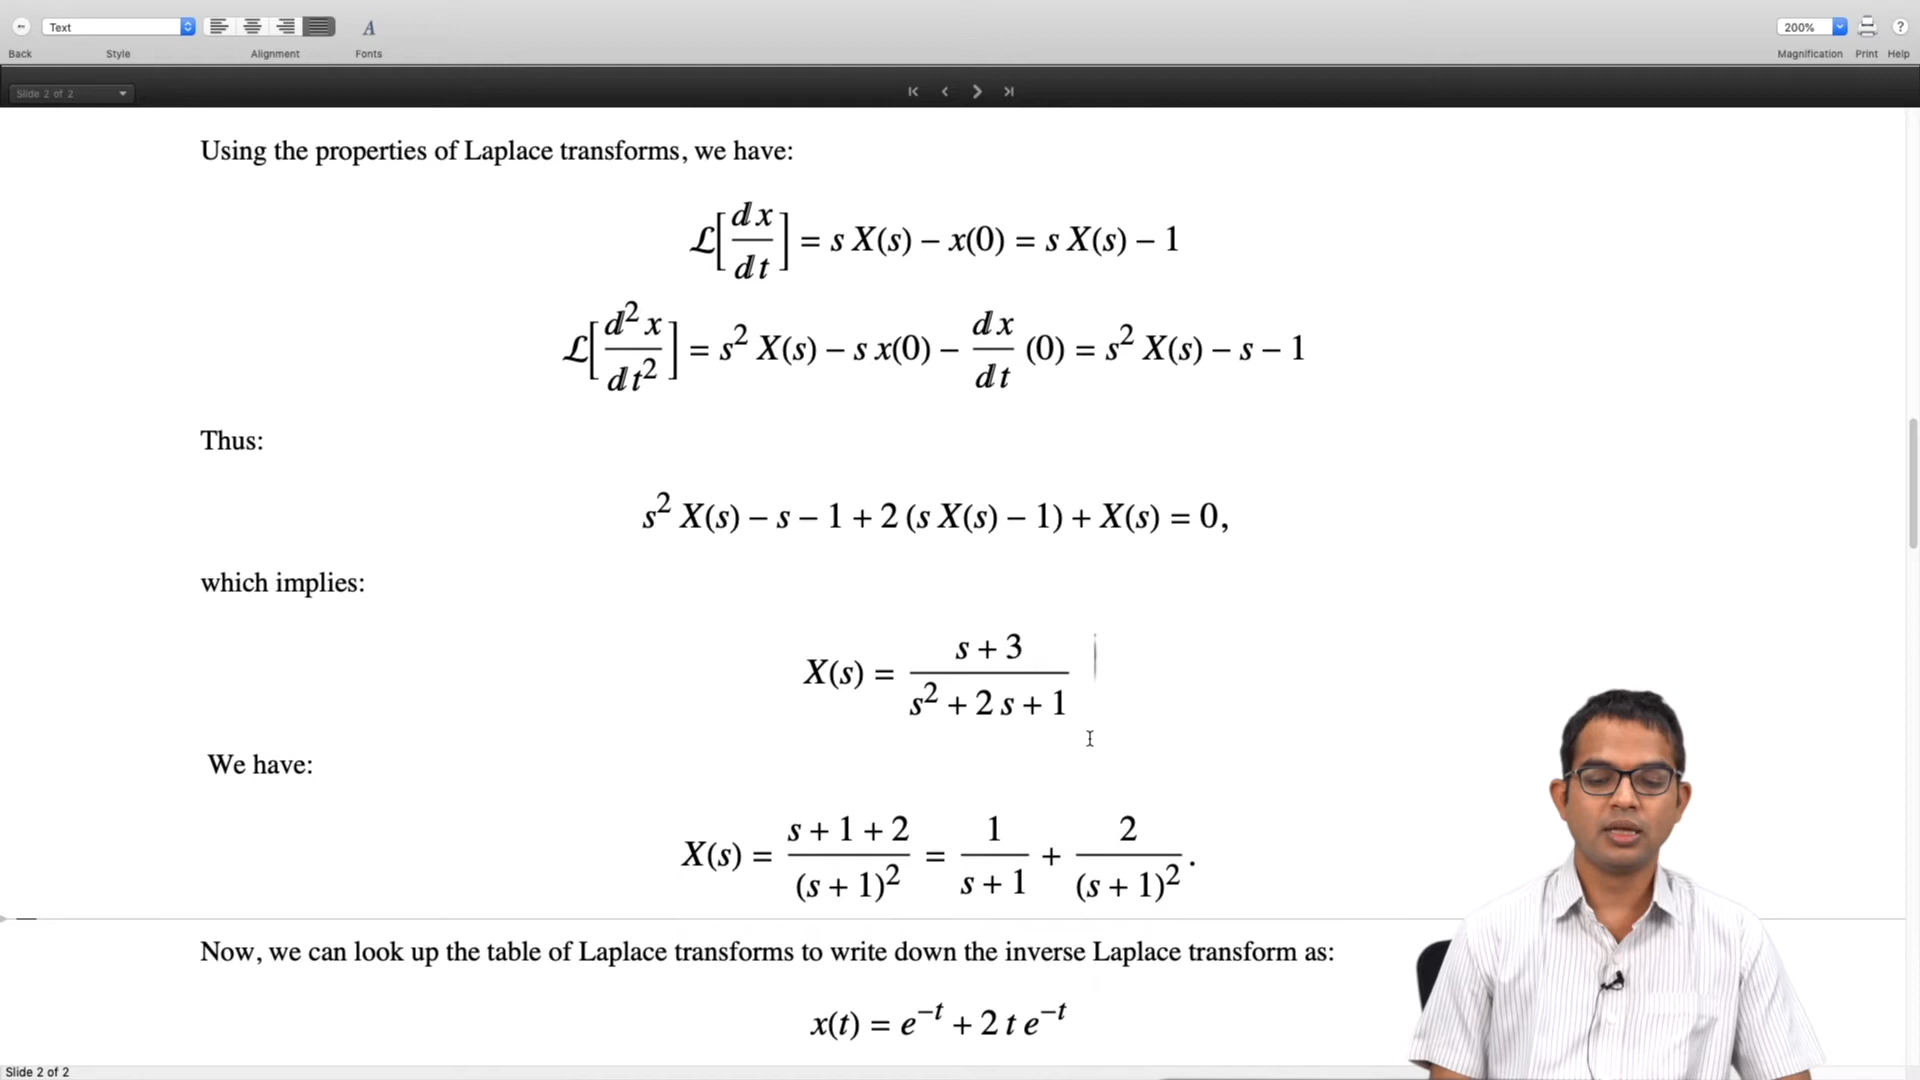 Text
200%
Back
Style
Alignment
Fonts
Magnification
Print
Help
Slide 2 of 2
Using the properties of Laplace transforms, we have:
ℒ[dx/dt] = s X(s) − x(0) = s X(s) − 1
ℒ[d²x/dt²] = s² X(s) − s x(0) − dx/dt (0) = s² X(s) − s − 1
Thus:
s² X(s) − s − 1 + 2 (s X(s) − 1) + X(s) = 0,
which implies:
X(s) = (s + 3)/(s² + 2 s + 1)
We have:
X(s) = (s + 1 + 2)/(s + 1)² = 1/(s + 1) + 2/(s + 1)².
Now, we can look up the table of Laplace transforms to write down the inverse Laplace transform as:
x(t) = e⁻ᵗ + 2 t e⁻ᵗ
Slide 2 of 2